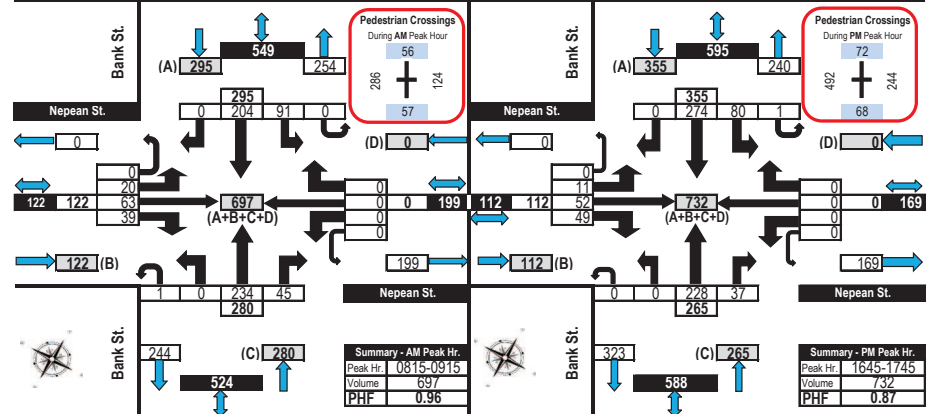 Bank St.
549
(A) 295
254
Pedestrian Crossings
During AM Peak Hour
56
286
124
57
295
0 204 91 0
Nepean St.
0
(D) 0
0
20
122 122 63
39
697
(A+B+C+D)
0
0
0
0
0
0 199
122 (B)
199
1 0 234 45
280
Nepean St.
Bank St.
244
(C) 280
524
Summary - AM Peak Hr.
Peak Hr. 0815-0915
Volume 697
PHF 0.96
Bank St.
595
(A) 355
240
Pedestrian Crossings
During PM Peak Hour
72
492
244
68
355
0 274 80 1
Nepean St.
0
(D) 0
0
11
112 112 52
49
732
(A+B+C+D)
0
0
0
0
0
0 169
112 (B)
169
0 0 228 37
265
Nepean St.
Bank St.
323
(C) 265
588
Summary - PM Peak Hr.
Peak Hr. 1645-1745
Volume 732
PHF 0.87